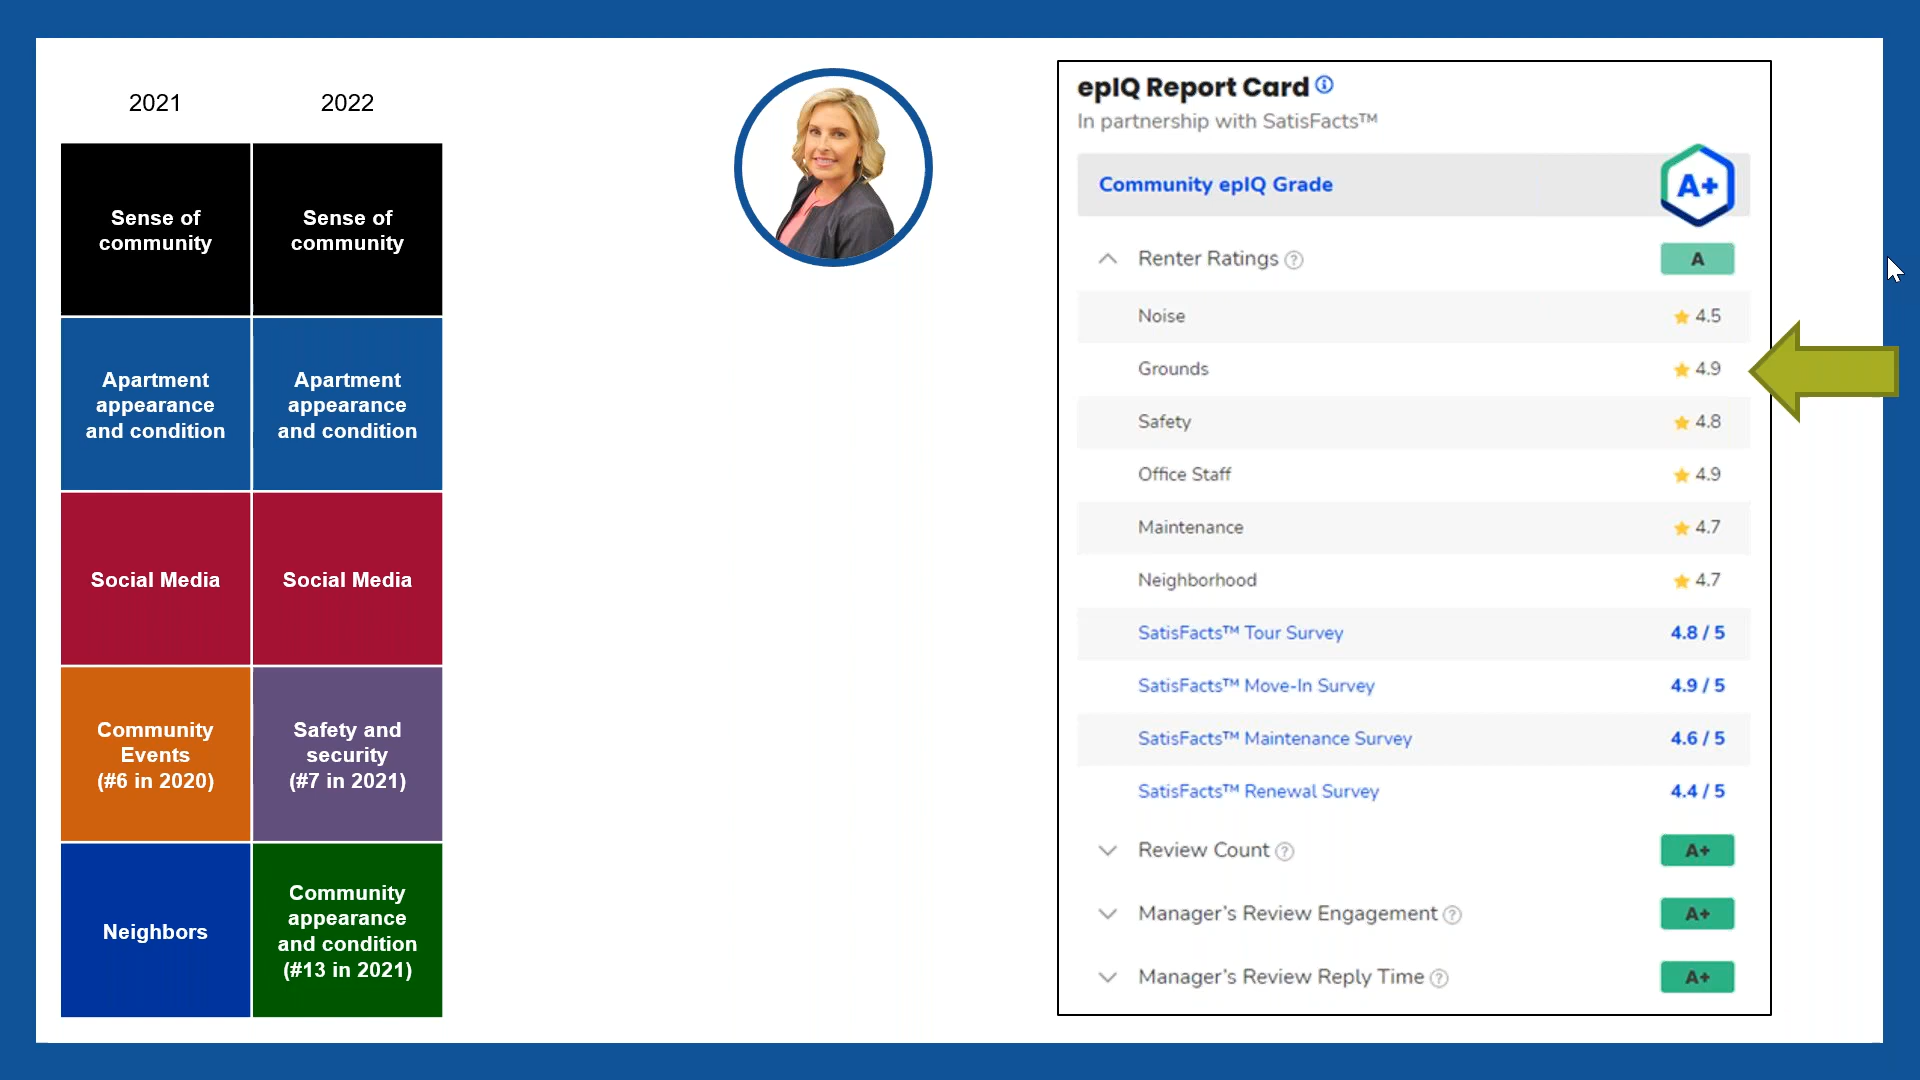 2021
2022
Sense of
community
Sense of
community
Apartment
appearance
and condition
Apartment
appearance
and condition
Social Media
Social Media
Community
Events
(#6 in 2020)
Safety and
security
(#7 in 2021)
Neighbors
Community
appearance
and condition
(#13 in 2021)
epIQ Report Card
In partnership with SatisFacts™
Community epIQ Grade A+
Renter Ratings ? A
Noise 4.5
Grounds 4.9
Safety 4.8
Office Staff 4.9
Maintenance 4.7
Neighborhood 4.7
SatisFacts™ Tour Survey 4.8 / 5
SatisFacts™ Move-In Survey 4.9 / 5
SatisFacts™ Maintenance Survey 4.6 / 5
SatisFacts™ Renewal Survey 4.4 / 5
Review Count ? A+
Manager's Review Engagement ? A+
Manager's Review Reply Time ? A+